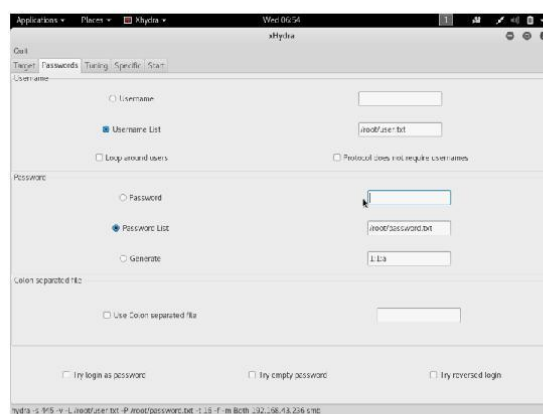 Applications Places Xhydra Wed 06:54 1
xHydra
Quit
Target Passwords Tuning Specific Start
Username
Username
Username List /root/user.txt
Loop around users Protocol does not require usernames
Password
Password
Password List /root/password.txt
Generate 1:1:a
Colon separated file
Use Colon separated file
Try login as password Try empty password Try reversed login
hydra -s 445 -v -L /root/user.txt -P /root/password.txt -t 16 -f -m Both 192.168.43.236 smb